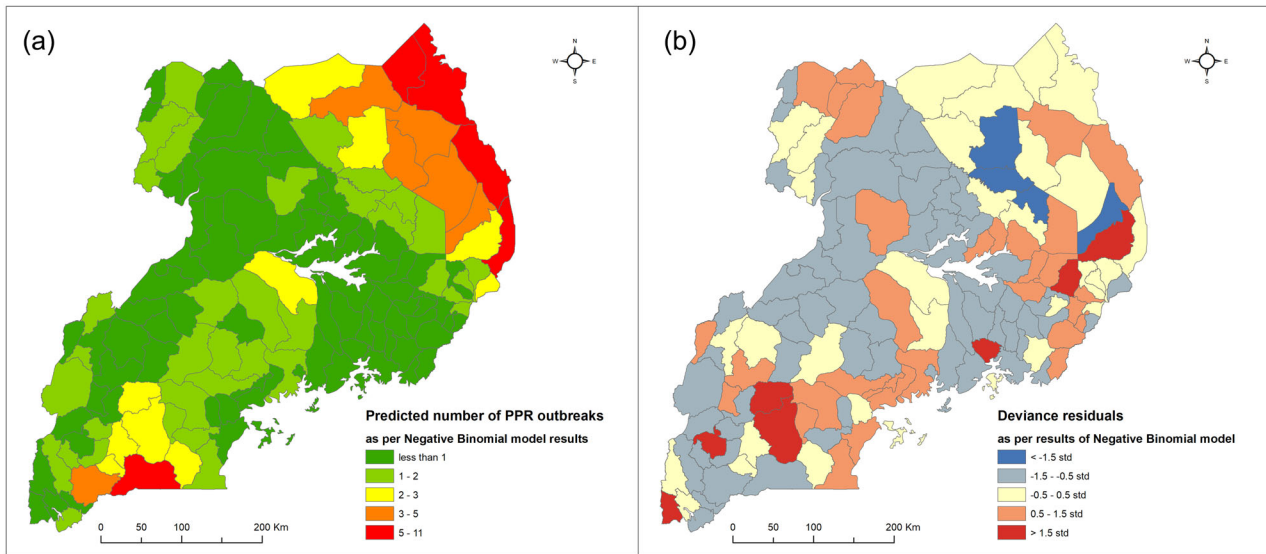 (a)
N
W E
S
Predicted number of PPR outbreaks
as per Negative Binomial model results
less than 1
1 - 2
2 - 3
3 - 5
5 - 11
0 50 100 200 Km
(b)
N
W E
S
Deviance residuals
as per results of Negative Binomial model
< -1.5 std
-1.5 - -0.5 std
-0.5 - 0.5 std
0.5 - 1.5 std
> 1.5 std
0 50 100 200 Km